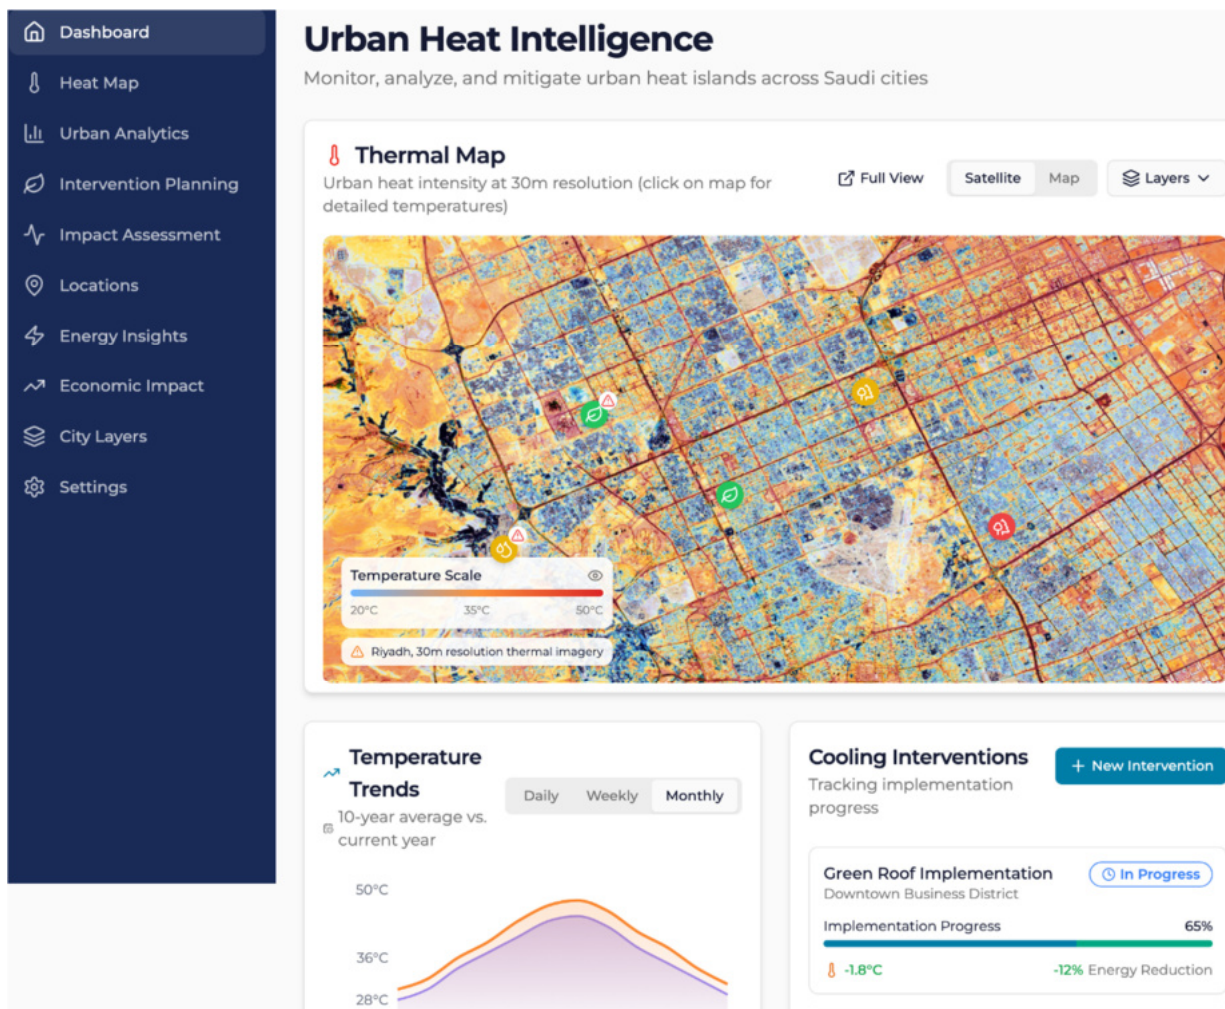 Dashboard
Heat Map
Urban Analytics
Intervention Planning
Impact Assessment
Locations
Energy Insights
Economic Impact
City Layers
Settings
Urban Heat Intelligence
Monitor, analyze, and mitigate urban heat islands across Saudi cities
Thermal Map
Urban heat intensity at 30m resolution (click on map for
detailed temperatures)
Full View
Satellite
Map
Layers
Temperature Scale
20°C 35°C 50°C
Riyadh, 30m resolution thermal imagery
Temperature
Trends
10-year average vs.
current year
Daily Weekly Monthly
50°C
36°C
28°C
Cooling Interventions
Tracking implementation
progress
+ New Intervention
Green Roof Implementation
In Progress
Downtown Business District
Implementation Progress 65%
-1.8°C -12% Energy Reduction